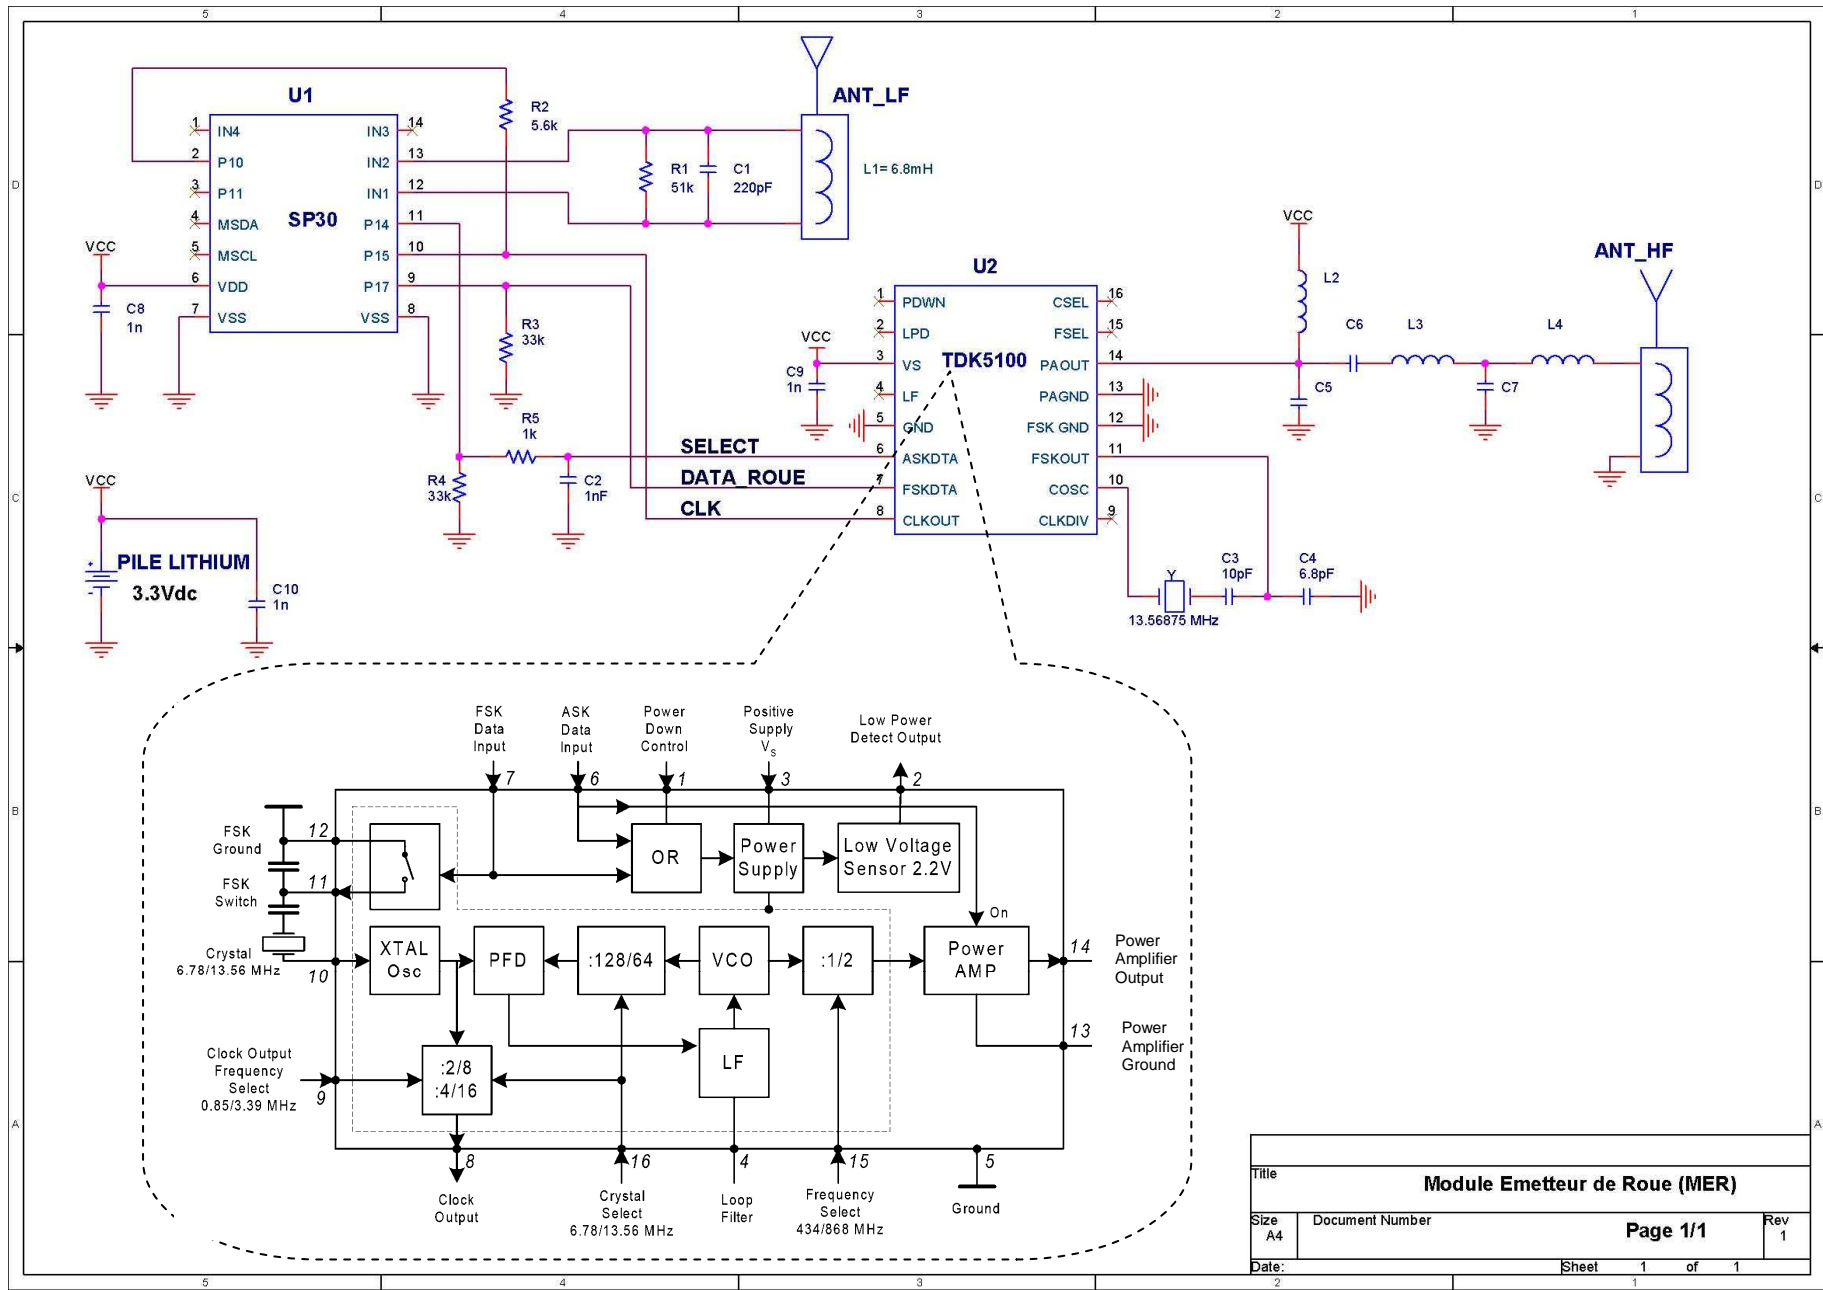 5 4 3 2 1
D
C
B
A
U1
SP30
1 IN4
2 P10
3 P11
4 MSDA
5 MSCL
6 VDD
7 VSS
IN3 14
IN2 13
IN1 12
P14 11
P15 10
P17 9
VSS 8
R2
5.6k
ANT_LF
R1
51k
C1
220pF
L1= 6.8mH
VCC
C8
1n
R3
33k
R5
1k
R4
33k
C2
1nF
SELECT
DATA_ROUE
CLK
VCC
C9
1n
U2
TDK5100
1 PDWN
2 LPD
3 VS
4 LF
5 GND
6 ASKDTA
7 FSKDTA
8 CLKOUT
CSEL 16
FSEL 15
PAOUT 14
PAGND 13
FSK GND 12
FSKOUT 11
COSC 10
CLKDIV 9
VCC
L2
C6
L3
L4
C5
C7
ANT_HF
Y
13.56875 MHz
C3
10pF
C4
6.8pF
VCC
+
-
PILE LITHIUM
3.3Vdc
C10
1n
FSK
Data
Input
7
ASK
Data
Input
6
Power
Down
Control
1
Positive
Supply
VS
3
Low Power
Detect Output
2
FSK
Ground
12
FSK
Switch
11
Crystal
6.78/13.56 MHz
10
Clock Output
Frequency
Select
0.85/3.39 MHz
9
OR
Power
Supply
Low Voltage
Sensor 2.2V
On
XTAL
Osc
PFD
:128/64
VCO
:1/2
Power
AMP
LF
:2/8
:4/16
14
Power
Amplifier
Output
13
Power
Amplifier
Ground
8
Clock
Output
16
Crystal
Select
6.78/13.56 MHz
4
Loop
Filter
15
Frequency
Select
434/868 MHz
5
Ground
Title
Module Emetteur de Roue (MER)
Size
A4
Document Number
Page 1/1
Rev
1
Date:
Sheet 1 of 1
D
C
B
A
5 4 3 2 1